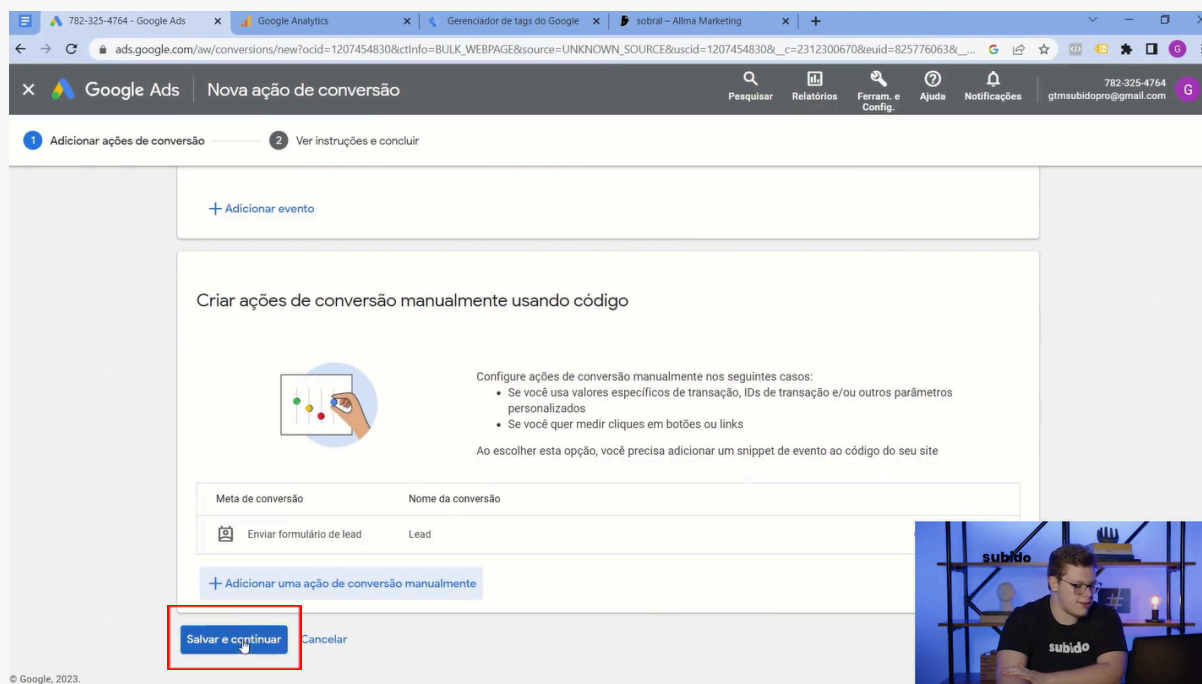 782-325-4764 - Google Ads
Google Analytics
Gerenciador de tags do Google
sobral – Allma Marketing
ads.google.com/aw/conversions/new?ocid=1207454830&ctInfo=BULK_WEBPAGE&source=UNKNOWN_SOURCE&uscid=1207454830&__c=2312300670&euid=825776063&__...
G
G
Google Ads
Nova ação de conversão
Pesquisar
Relatórios
Ferram. e
Config.
Ajuda
Notificações
782-325-4764
gtmsubidopro@gmail.com
G
1 Adicionar ações de conversão
2 Ver instruções e concluir
+ Adicionar evento
Criar ações de conversão manualmente usando código
Configure ações de conversão manualmente nos seguintes casos:
• Se você usa valores específicos de transação, IDs de transação e/ou outros parâmetros
personalizados
• Se você quer medir cliques em botões ou links
Ao escolher esta opção, você precisa adicionar um snippet de evento ao código do seu site
Meta de conversão
Nome da conversão
Enviar formulário de lead
Lead
+ Adicionar uma ação de conversão manualmente
Salvar e continuar
Cancelar
© Google, 2023.
subido
#
subido